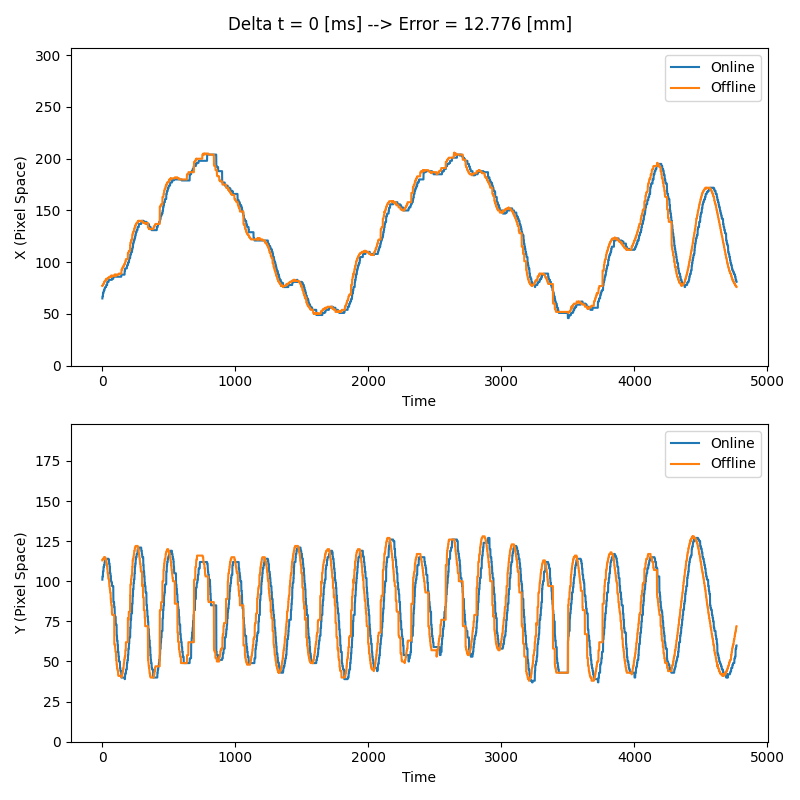 Delta t = 0 [ms] --> Error = 12.776 [mm]
300
250
200
150
100
50
0
X (Pixel Space)
Online
Offline
0 1000 2000 3000 4000 5000
Time
175
150
125
100
75
50
25
0
Y (Pixel Space)
Online
Offline
0 1000 2000 3000 4000 5000
Time